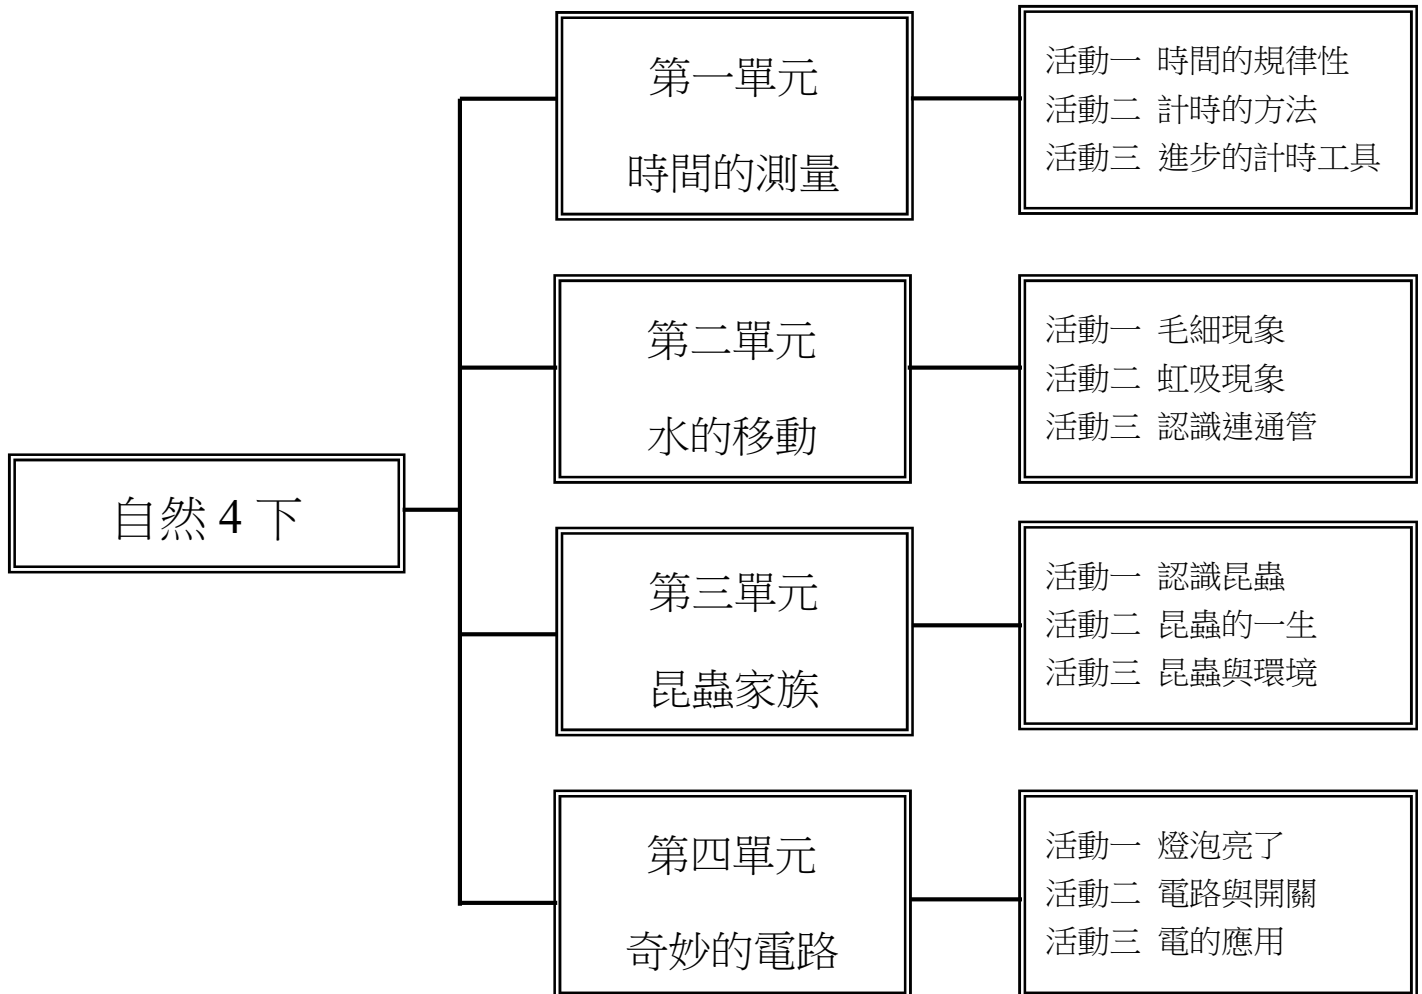 自然 4 下
第一單元
時間的測量
活動一 時間的規律性
活動二 計時的方法
活動三 進步的計時工具
第二單元
水的移動
活動一 毛細現象
活動二 虹吸現象
活動三 認識連通管
第三單元
昆蟲家族
活動一 認識昆蟲
活動二 昆蟲的一生
活動三 昆蟲與環境
第四單元
奇妙的電路
活動一 燈泡亮了
活動二 電路與開關
活動三 電的應用